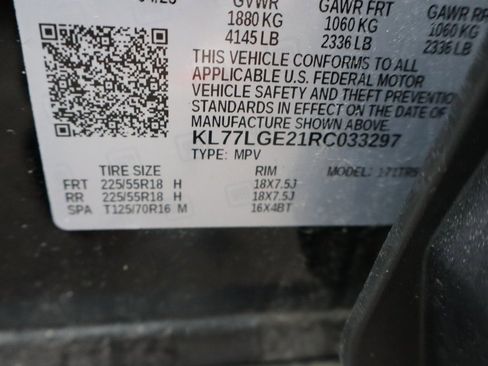 GVWR GAWR FRT GAWR RR
1880 KG 1060 KG 1060 KG
4145 LB 2336 LB 2336 LB
THIS VEHICLE CONFORMS TO ALL
APPLICABLE U.S. FEDERAL MOTOR
VEHICLE SAFETY AND THEFT PREVENTION
STANDARDS IN EFFECT ON THE DATE OF
MANUFACTURE SHOWN ABOVE.
KL77LGE21RC033297
TYPE: MPV
TIRE SIZE RIM
FRT 225/55R18 H 18X7.5J
RR 225/55R18 H 18X7.5J
SPA T125/70R16 M 16X4BT